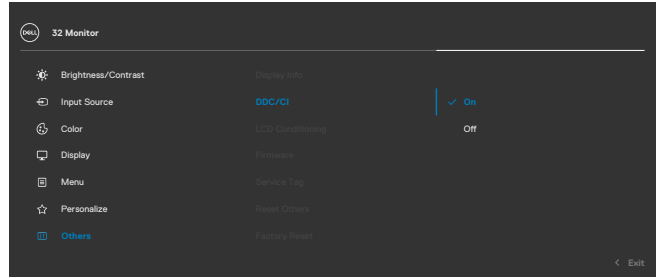 DELL
32 Monitor
Brightness/Contrast
Display Info
Input Source
DDC/CI
On
Color
LCD Conditioning
Off
Display
Firmware
Menu
Service Tag
Personalize
Reset Others
Others
Factory Reset
Exit